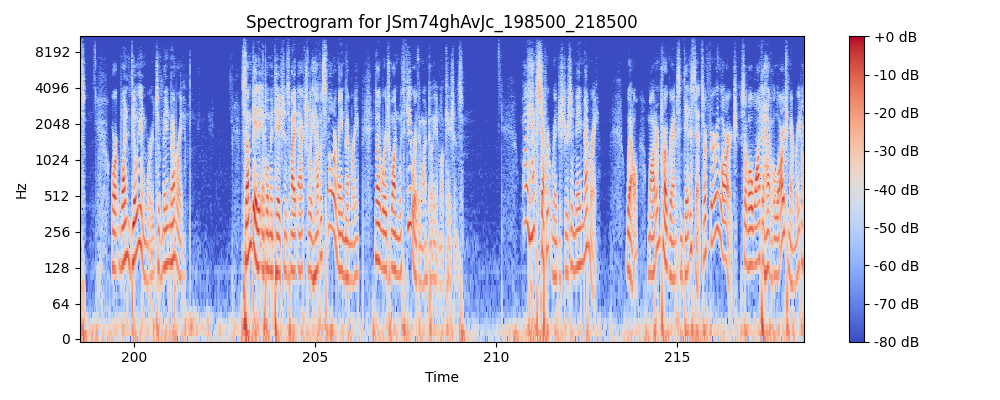 Spectrogram for JSm74ghAvJc_198500_218500
8192
4096
2048
1024
512
256
128
64
0
Hz
200
205
210
215
Time
+0 dB
-10 dB
-20 dB
-30 dB
-40 dB
-50 dB
-60 dB
-70 dB
-80 dB